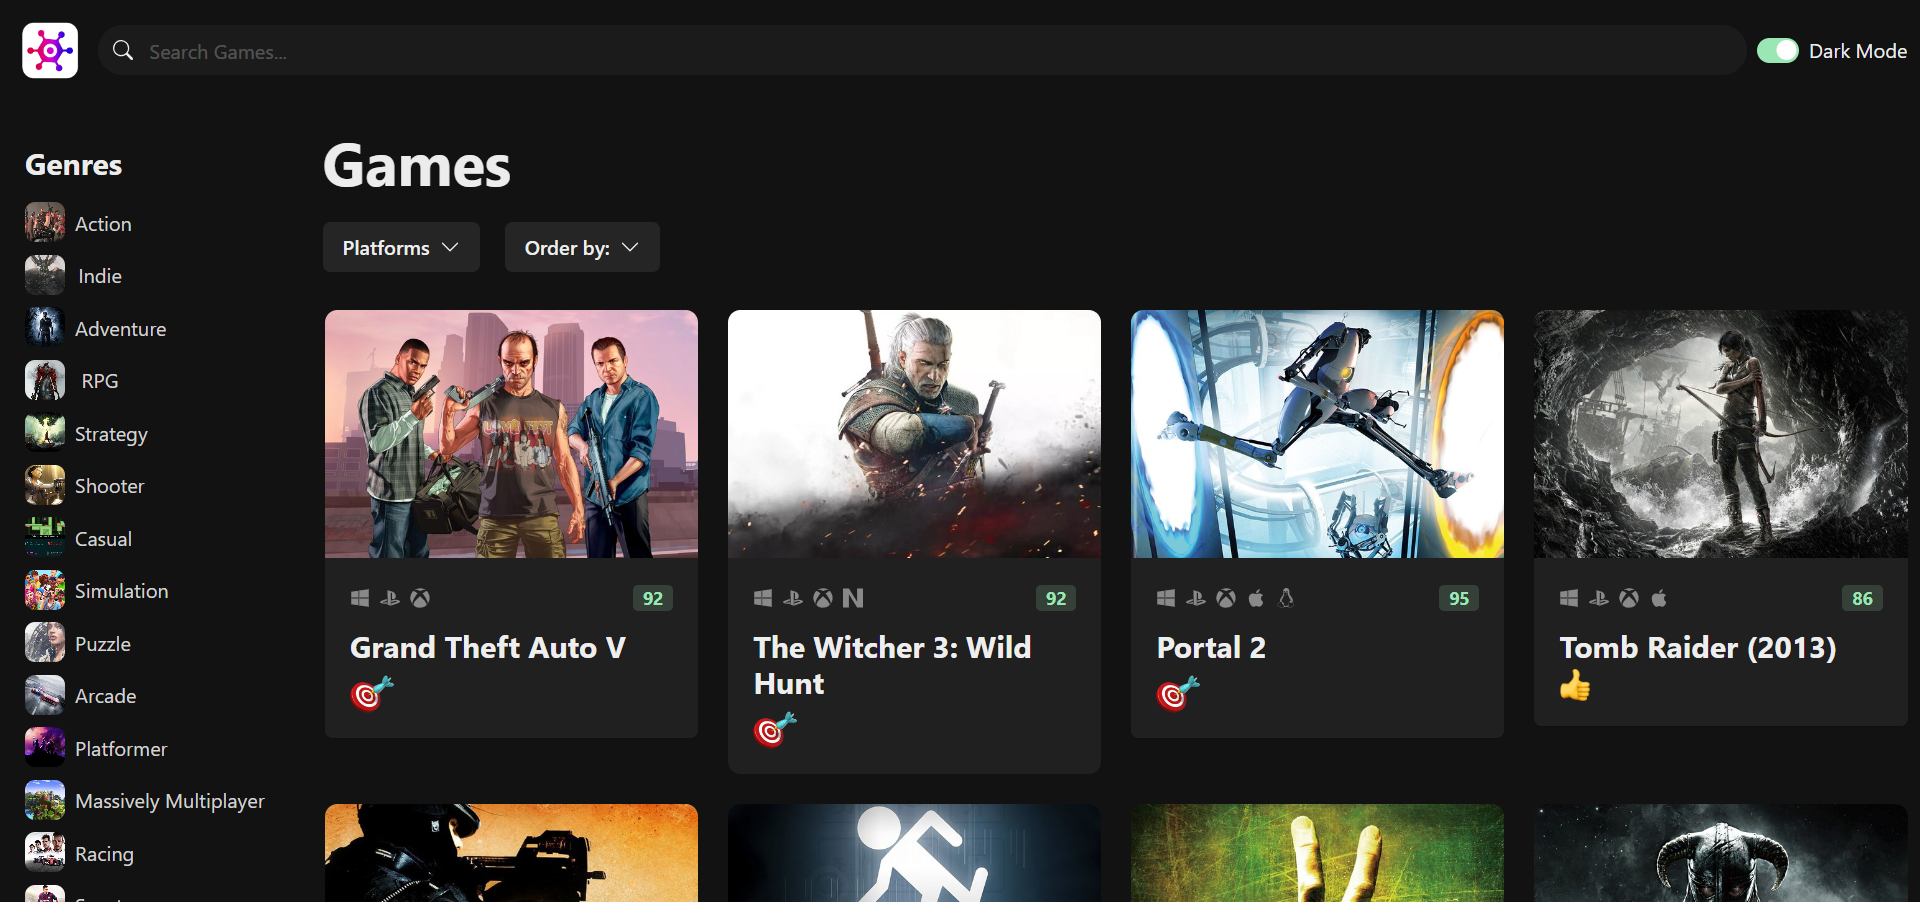 Search Games...
Dark Mode
Genres
Action
Indie
Adventure
RPG
Strategy
Shooter
Casual
Simulation
Puzzle
Arcade
Platformer
Massively Multiplayer
Racing
Games
Platforms
Order by:
92
Grand Theft Auto V
92
The Witcher 3: Wild
Hunt
95
Portal 2
86
Tomb Raider (2013)